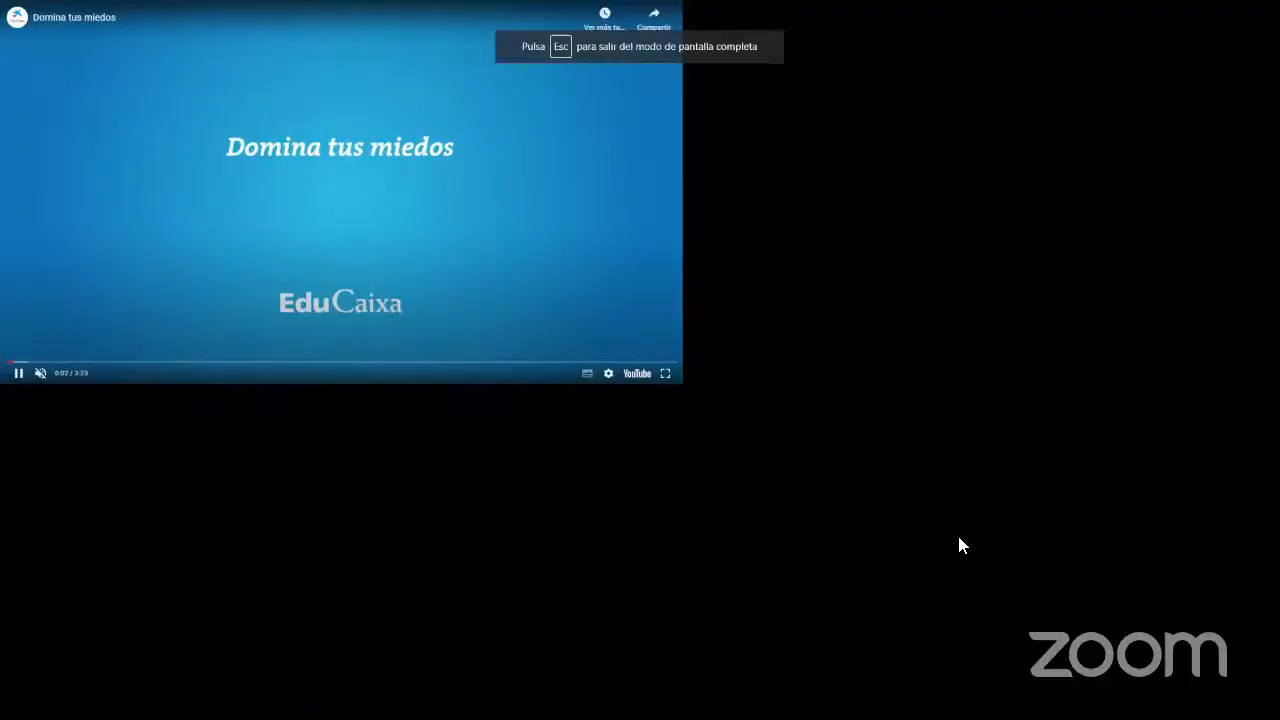 Domina tus miedos
Ver más ta...
Compartir
Pulsa Esc para salir del modo de pantalla completa
Domina tus miedos
EduCaixa
0:02 / 3:25
YouTube
zoom